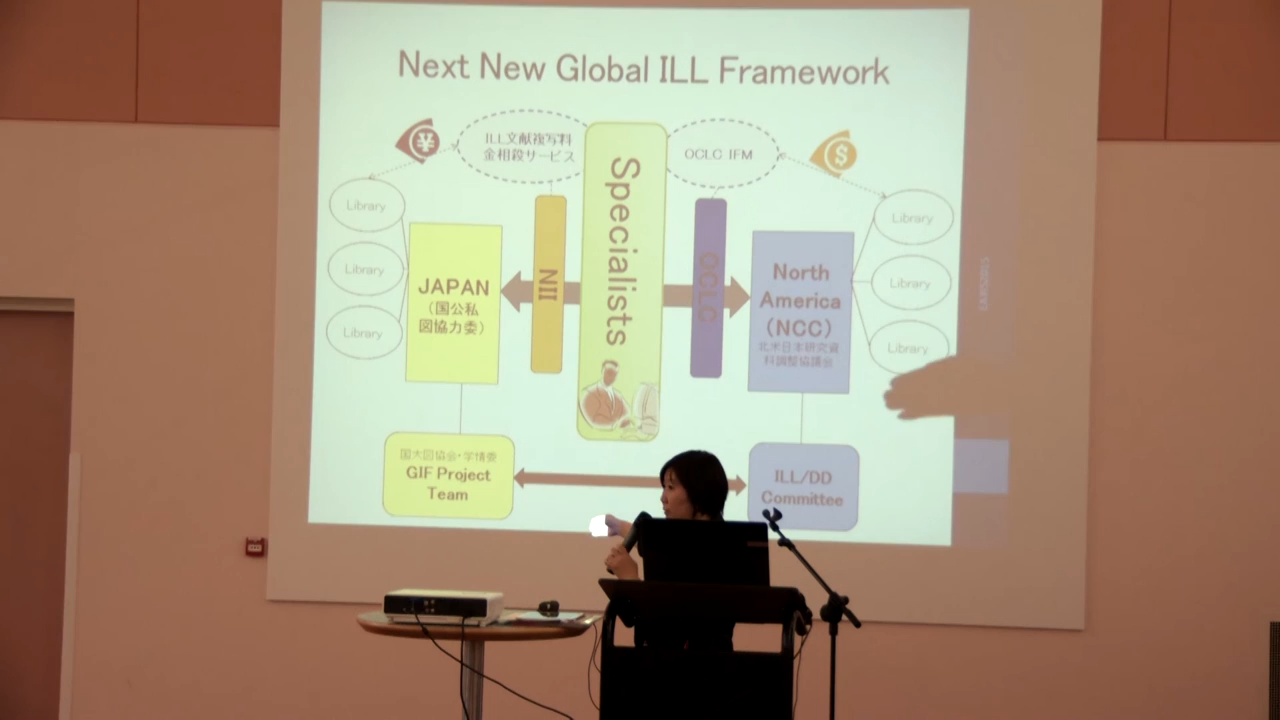 Next New Global ILL Framework
¥
ILL文献複写料
金相殺サービス
OCLC IFM
$
Library
Library
Library
JAPAN
(国公私
図協力委)
NII
Specialists
OCLC
North
America
(NCC)
北米日本研究資
料調整協議会
Library
Library
Library
国大図協会・学情委
GIF Project
Team
ILL/DD
Committee